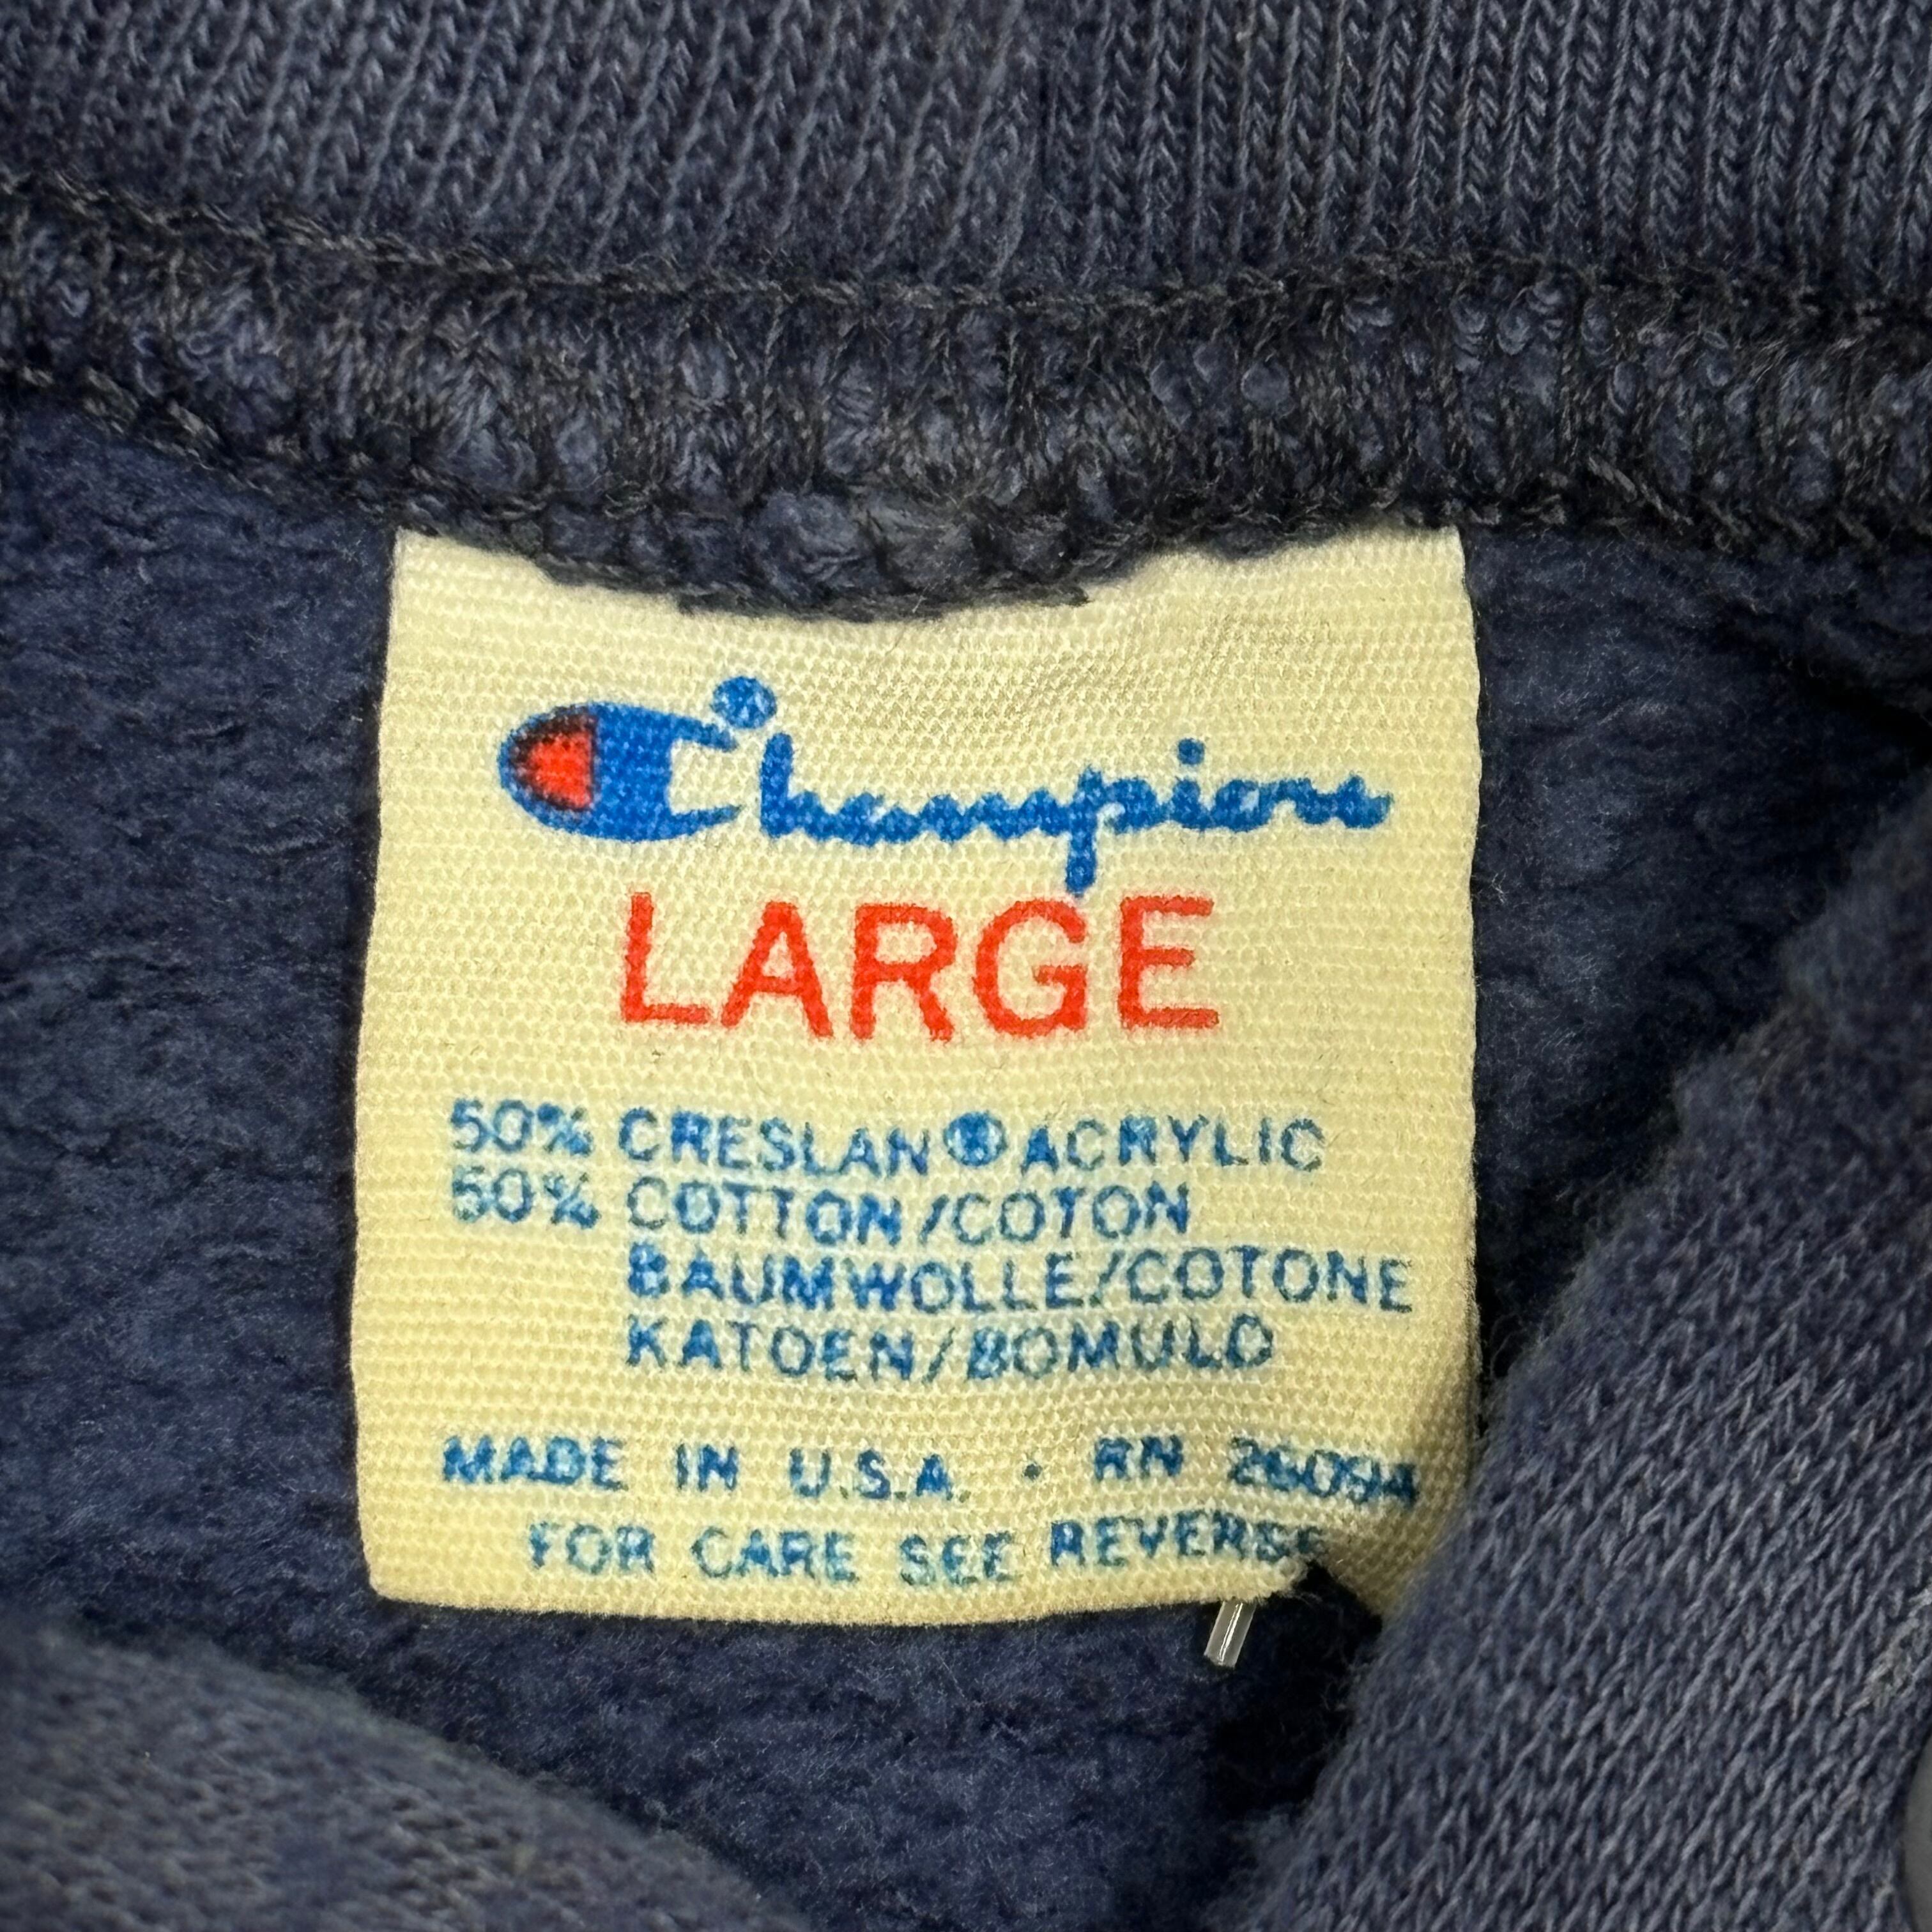 Champion
LARGE
50% CRESLAN® ACRYLIC
50% COTTON/COTON
BAUMWOLLE/COTONE
KATOEN/BOMULD
MADE IN U.S.A. · RN 26094
FOR CARE SEE REVERSE